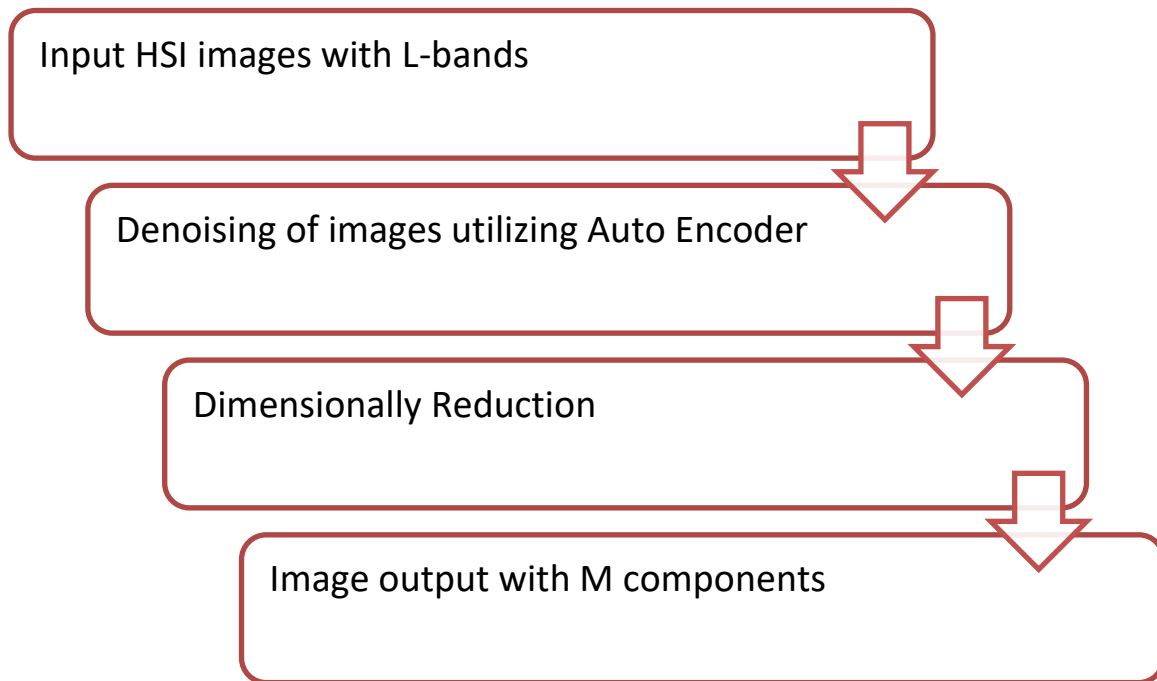 Input HSI images with L-bands
Denoising of images utilizing Auto Encoder
Dimensionally Reduction
Image output with M components